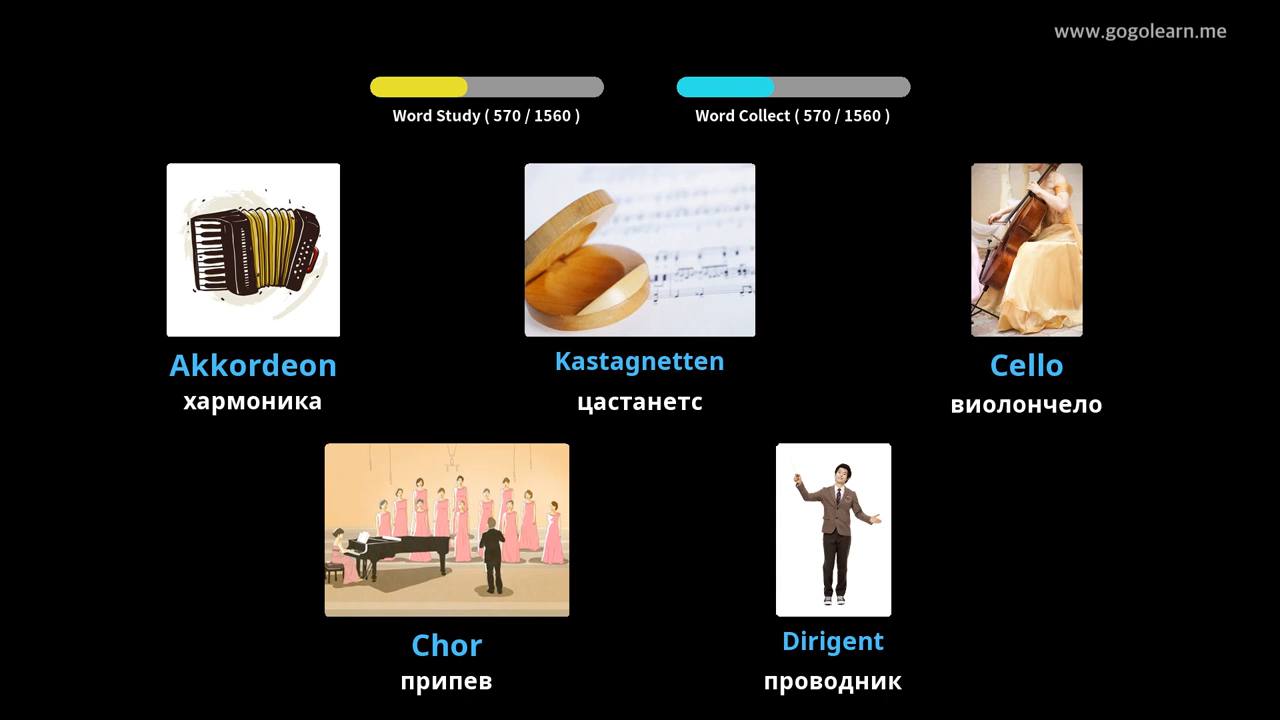 www.gogolearn.me
Word Study ( 570 / 1560 )
Word Collect ( 570 / 1560 )
Akkordeon
хармоника
Kastagnetten
цастанетс
Cello
виолончело
Chor
припев
Dirigent
проводник